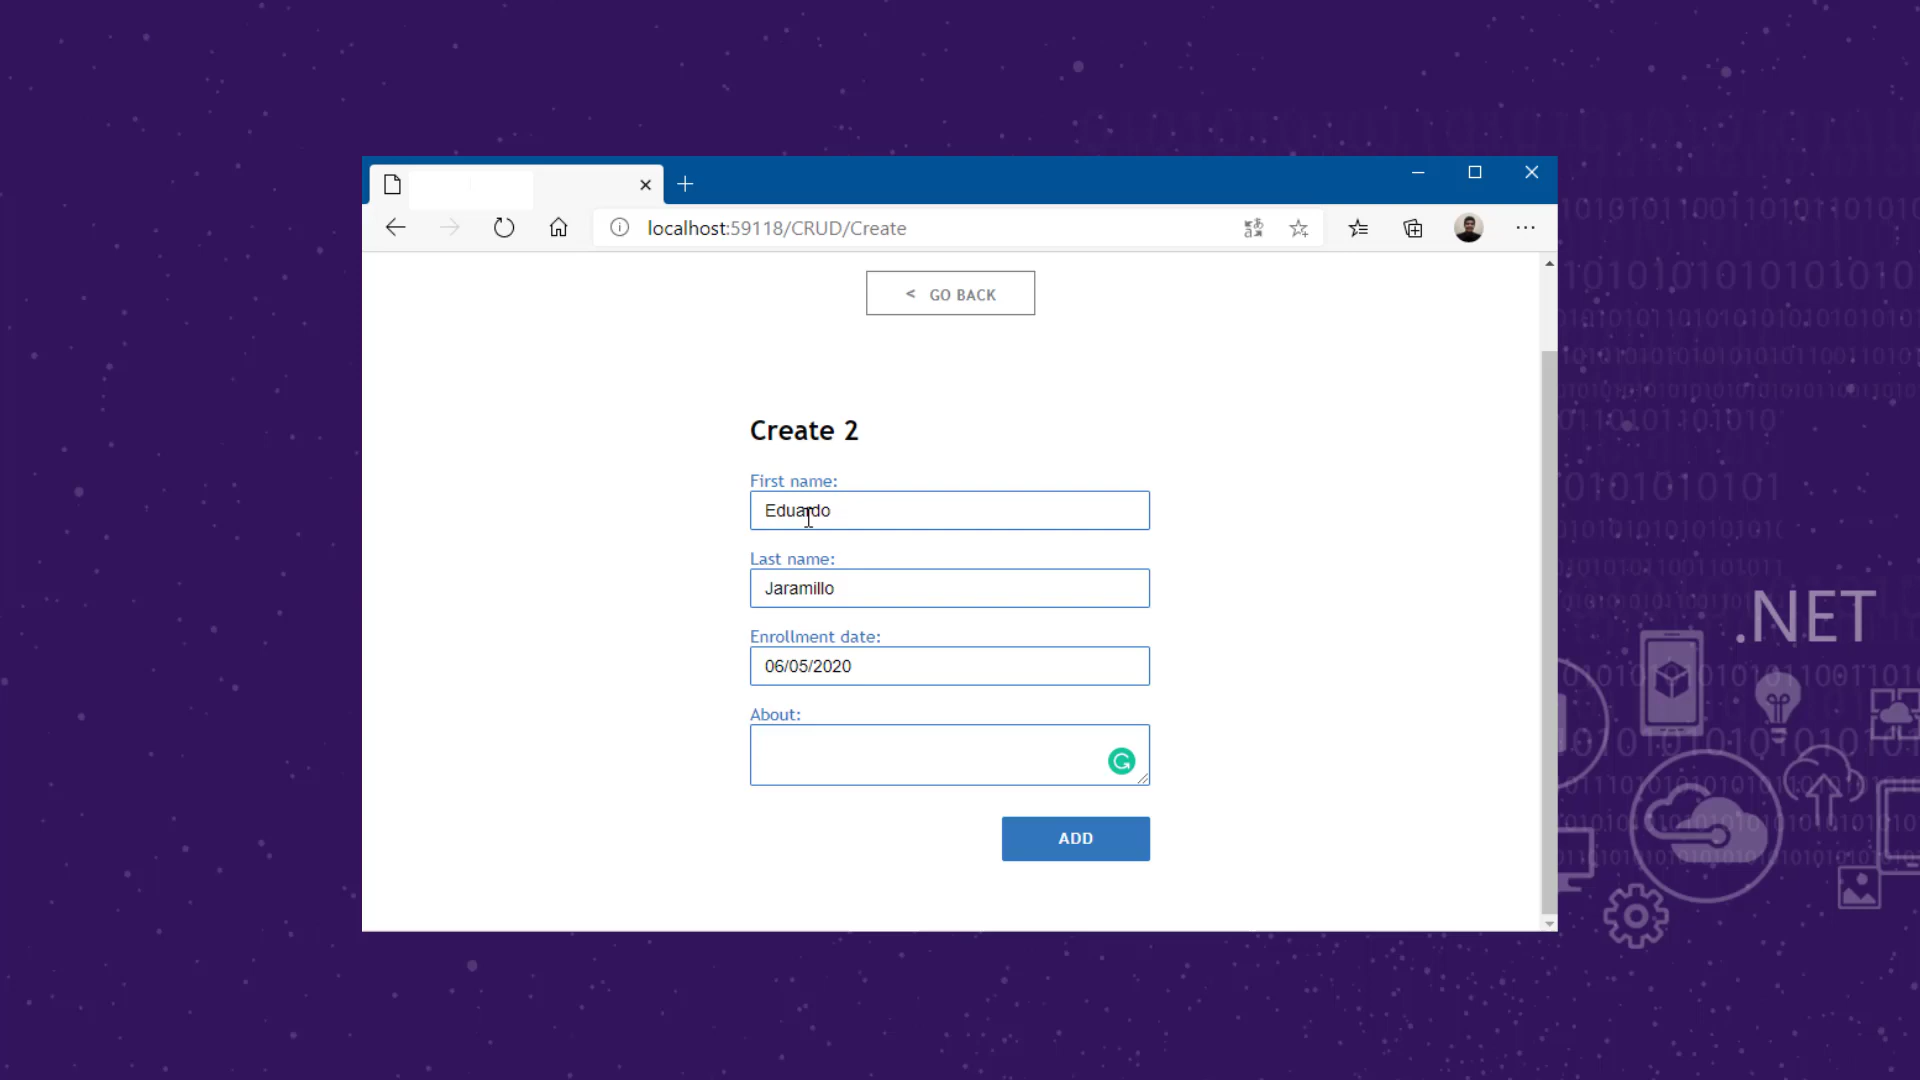 localhost:59118/CRUD/Create
< GO BACK
Create 2
First name:
Eduardo
Last name:
Jaramillo
Enrollment date:
06/05/2020
About:
ADD
.NET